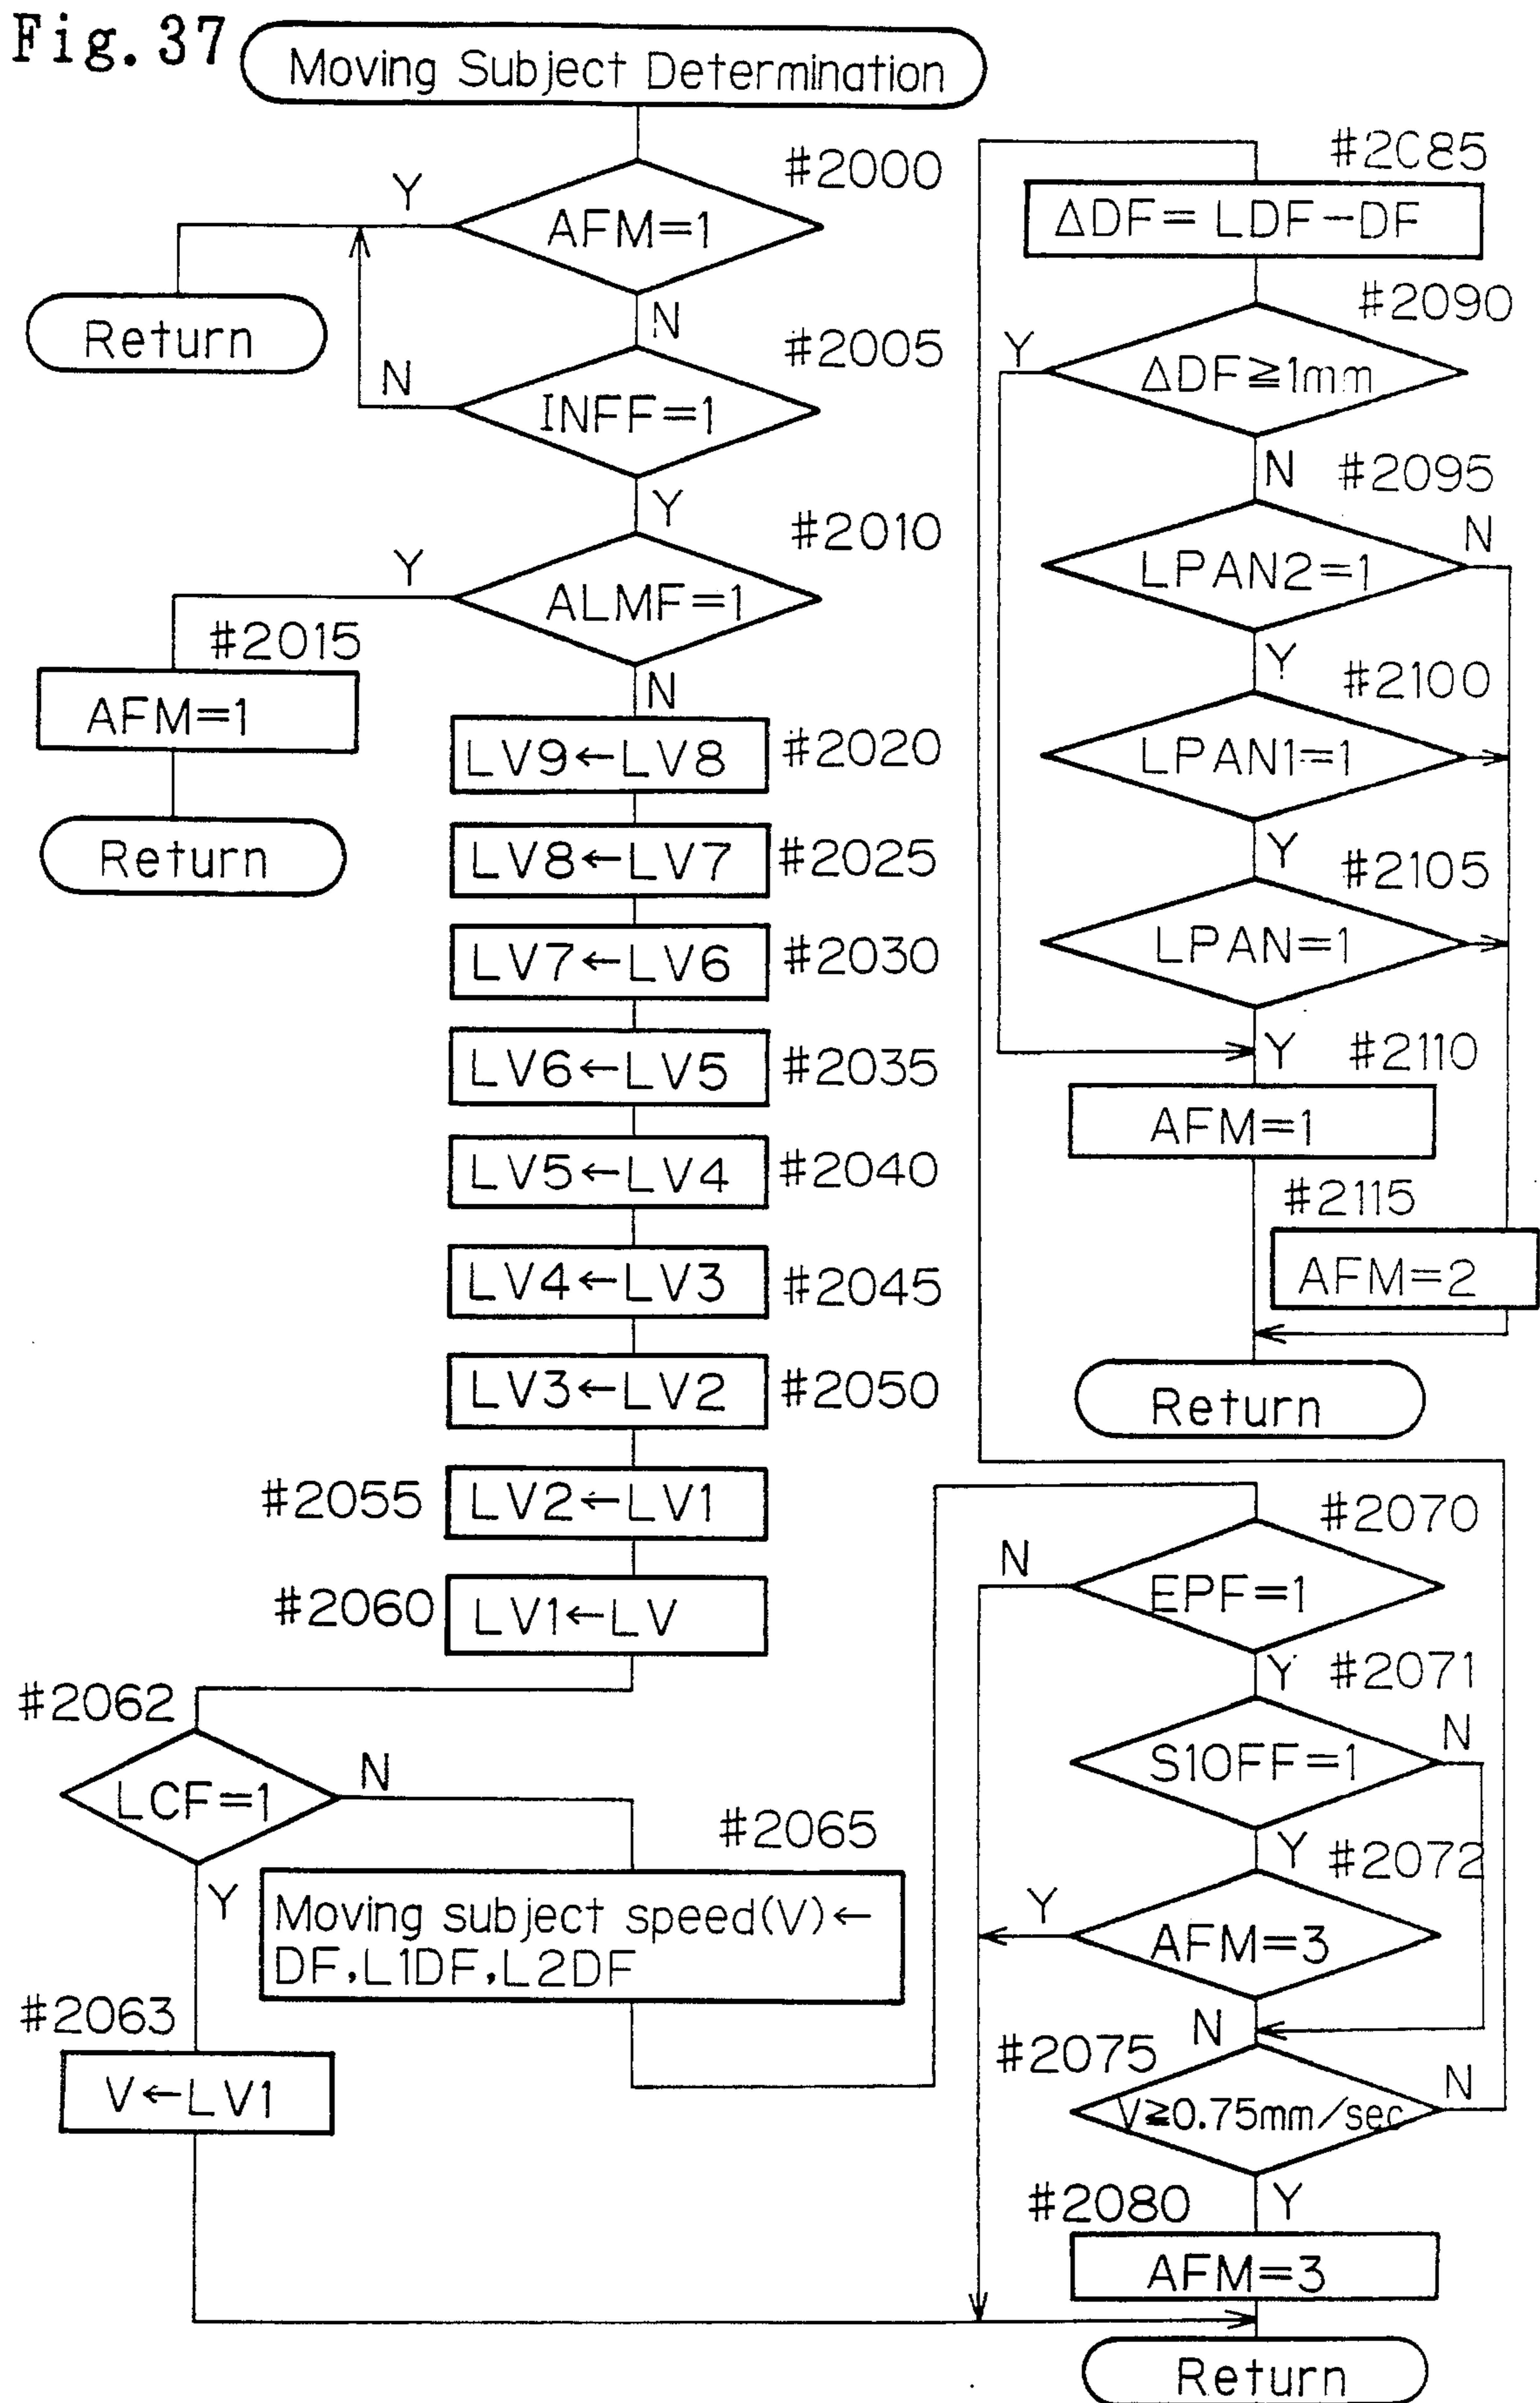 Fig. 37
Moving Subject Determination
#2000
Y
AFM=1
Return
N
#2005
N
INFF=1
Y
#2010
Y
ALMF=1
#2015
AFM=1
Return
N
LV9←LV8
#2020
LV8←LV7
#2025
LV7←LV6
#2030
LV6←LV5
#2035
LV5←LV4
#2040
LV4←LV3
#2045
LV3←LV2
#2050
#2055
LV2←LV1
#2060
LV1←LV
#2062
LCF=1
N
Y
#2065
Moving subject speed(V)←
DF,L1DF,L2DF
#2063
V←LV1
#2C85
ΔDF=LDF-DF
#2090
Y
ΔDF≧1mm
N
#2095
LPAN2=1
N
Y
#2100
LPAN1=1
Y
#2105
LPAN=1
Y
#2110
AFM=1
#2115
AFM=2
Return
#2070
N
EPF=1
Y
#2071
S1OFF=1
N
Y
#2072
Y
AFM=3
N
#2075
V≧0.75mm/sec
N
#2080
Y
AFM=3
Return